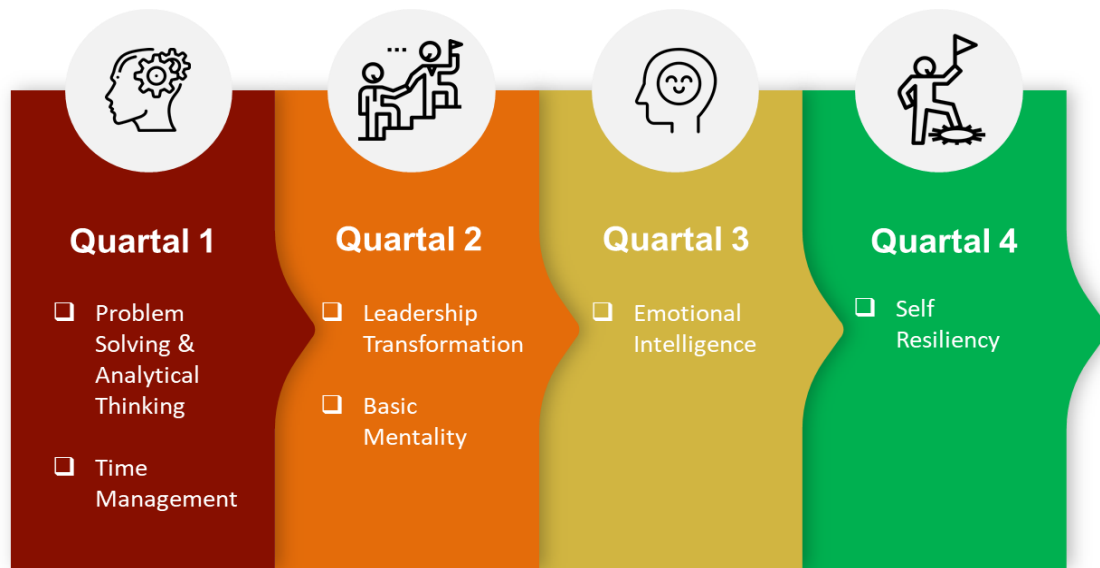 Quartal 1
Problem
Solving &
Analytical
Thinking
Time
Management
Quartal 2
Leadership
Transformation
Basic
Mentality
Quartal 3
Emotional
Intelligence
Quartal 4
Self
Resiliency